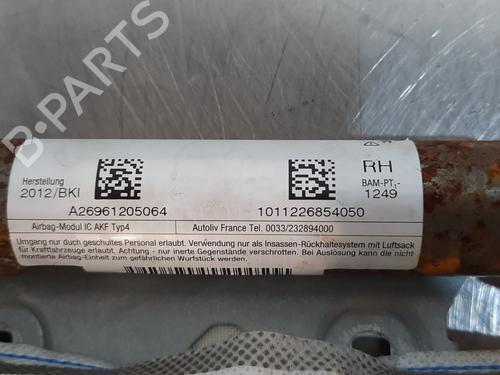 B-PARTS
Herstellung
2012/BKI
RH
BAM-PT₁-
1249
A26961205064
1011226854050
Airbag-Modul IC AKF Typ4
Autoliv France Tel. 0033/232894000
Umgang nur duch geschultes Personal erlaubt. Verwendung nur als Insassen-Rückhaltesystem mit Luftsack
für Kraftfahrzeuge erlaubt. Achtung - nur inerte Gegenstände verschrotten. Bei Auslösung kann die nicht
montierte Airbag-Einheit zum gefährlichen Wurfstück werden.